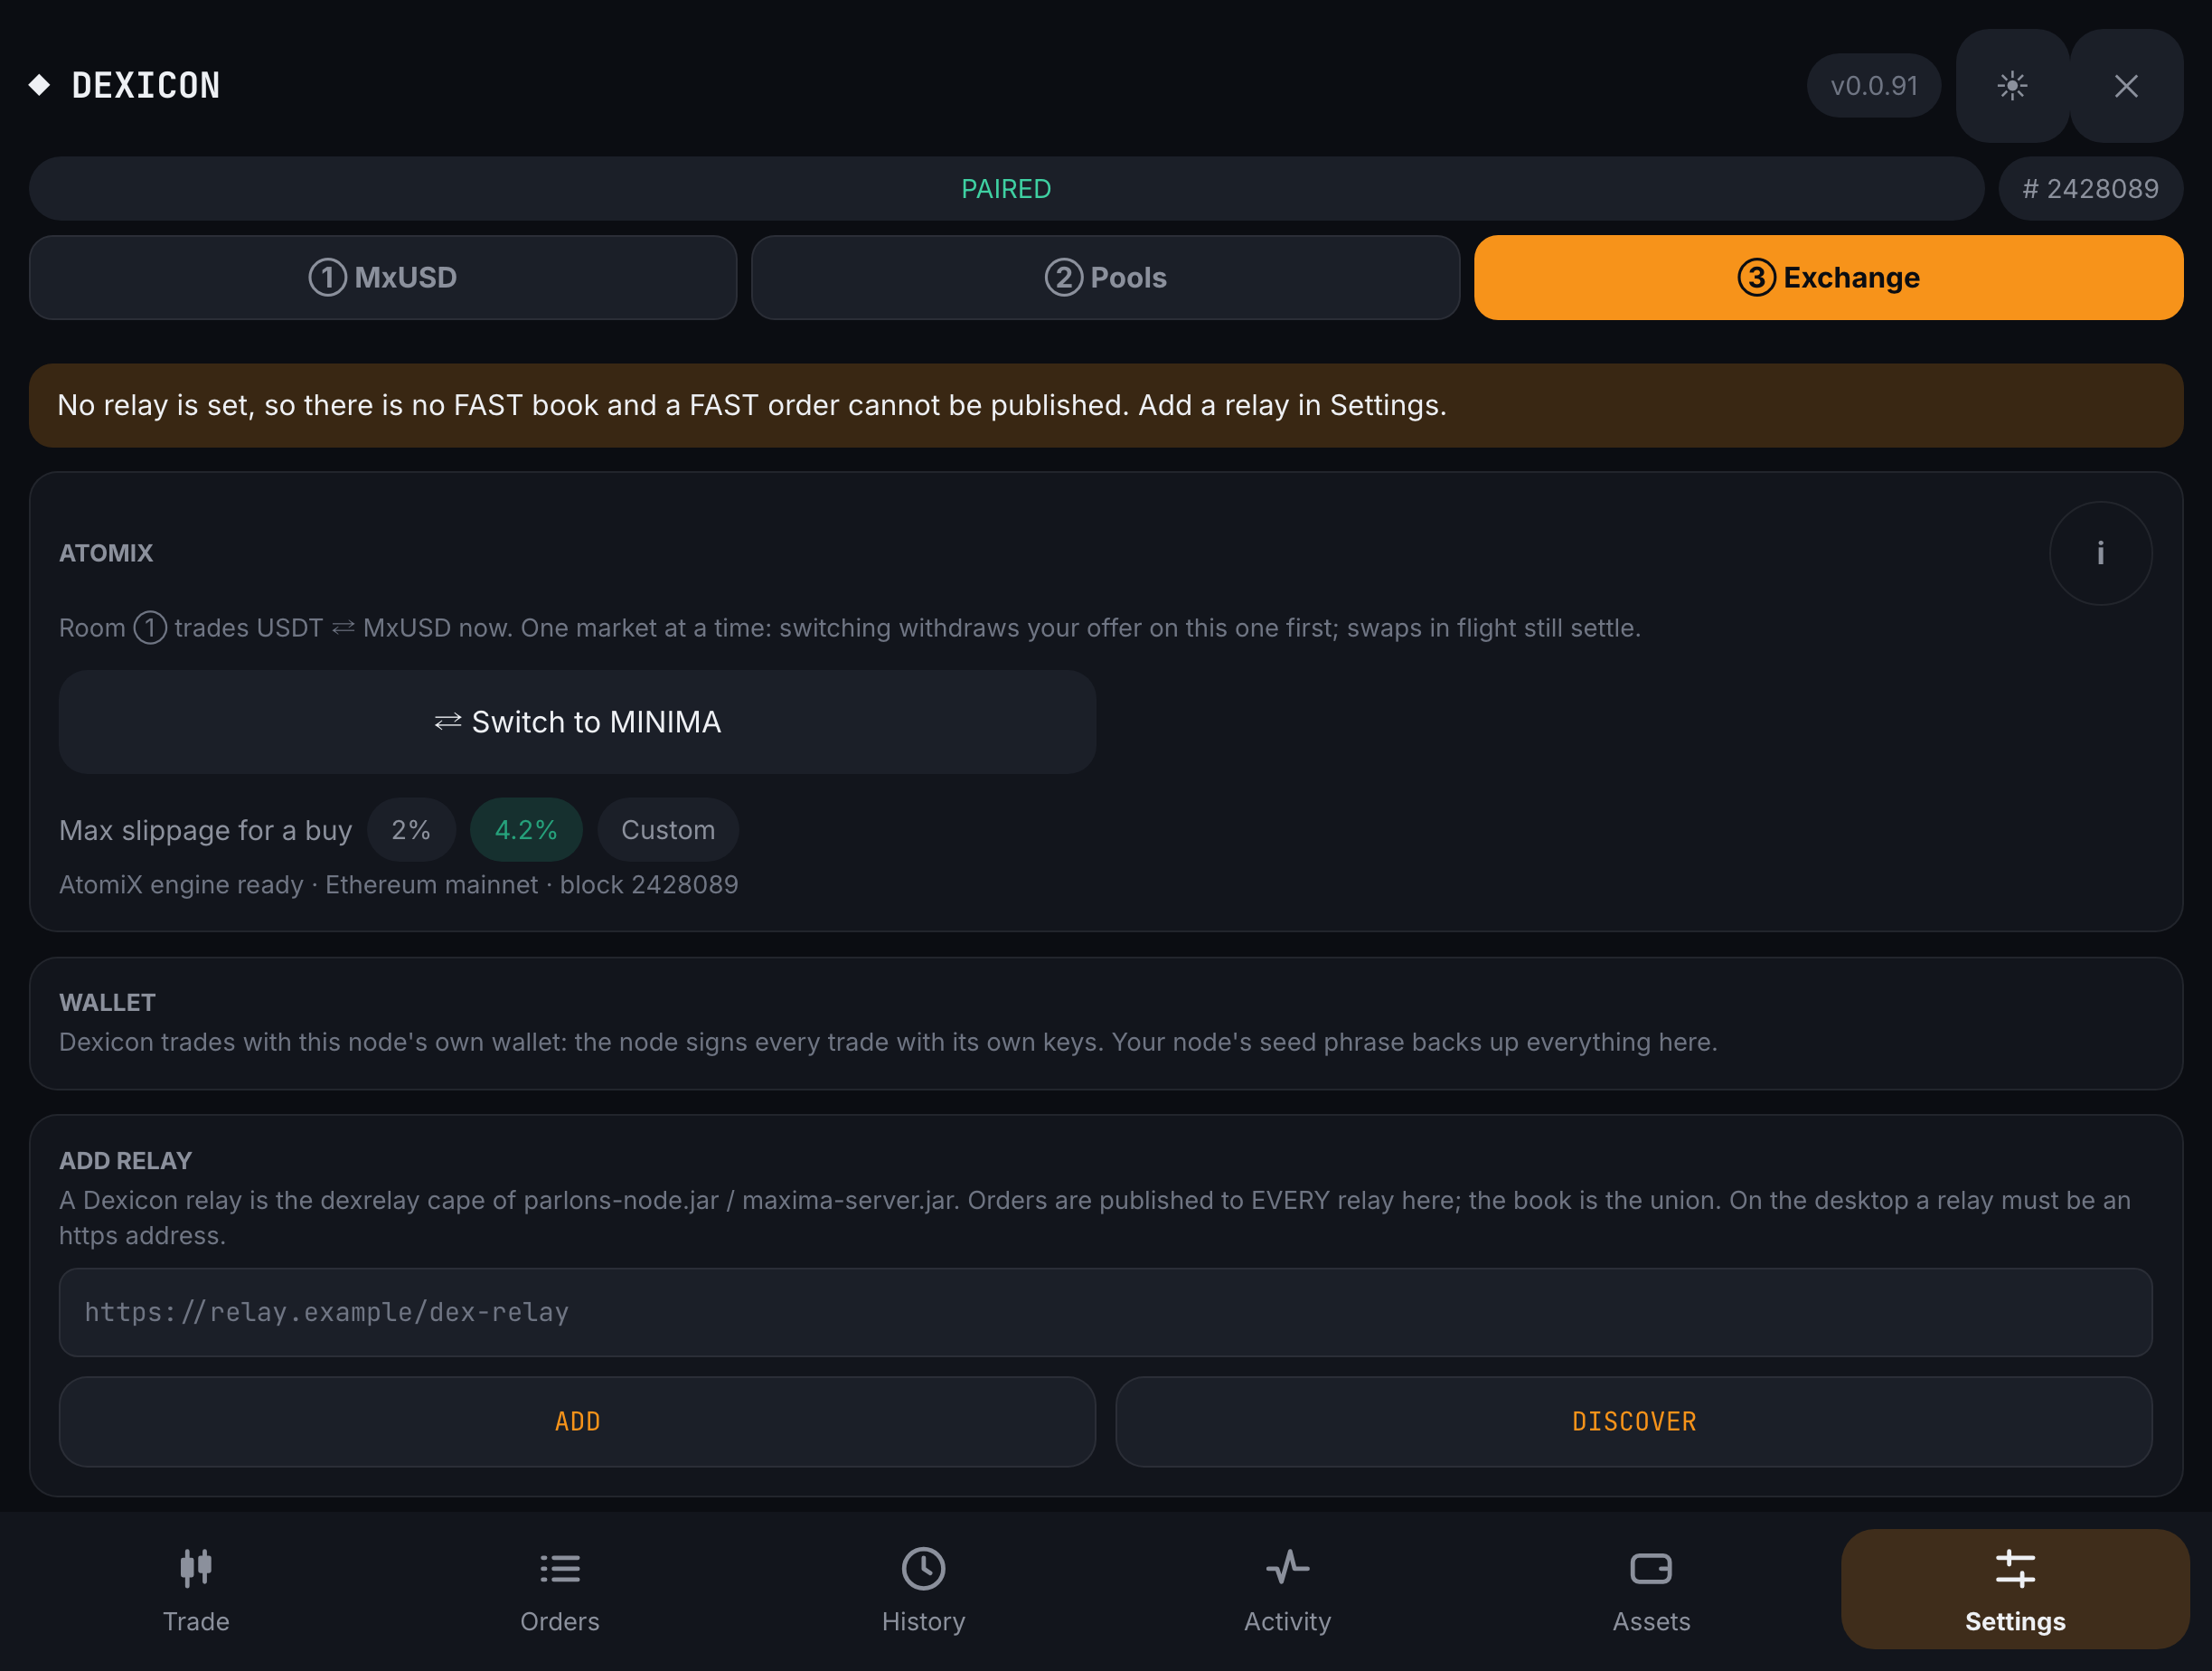 ◆ DEXICON
v0.0.91
PAIRED
# 2428089
① MxUSD
② Pools
③ Exchange
No relay is set, so there is no FAST book and a FAST order cannot be published. Add a relay in Settings.
ATOMIX
i
Room ① trades USDT ⇄ MxUSD now. One market at a time: switching withdraws your offer on this one first; swaps in flight still settle.
⇄ Switch to MINIMA
Max slippage for a buy 2% 4.2% Custom
AtomiX engine ready · Ethereum mainnet · block 2428089
WALLET
Dexicon trades with this node's own wallet: the node signs every trade with its own keys. Your node's seed phrase backs up everything here.
ADD RELAY
A Dexicon relay is the dexrelay cape of parlons-node.jar / maxima-server.jar. Orders are published to EVERY relay here; the book is the union. On the desktop a relay must be an
https address.
https://relay.example/dex-relay
ADD
DISCOVER
Trade
Orders
History
Activity
Assets
Settings